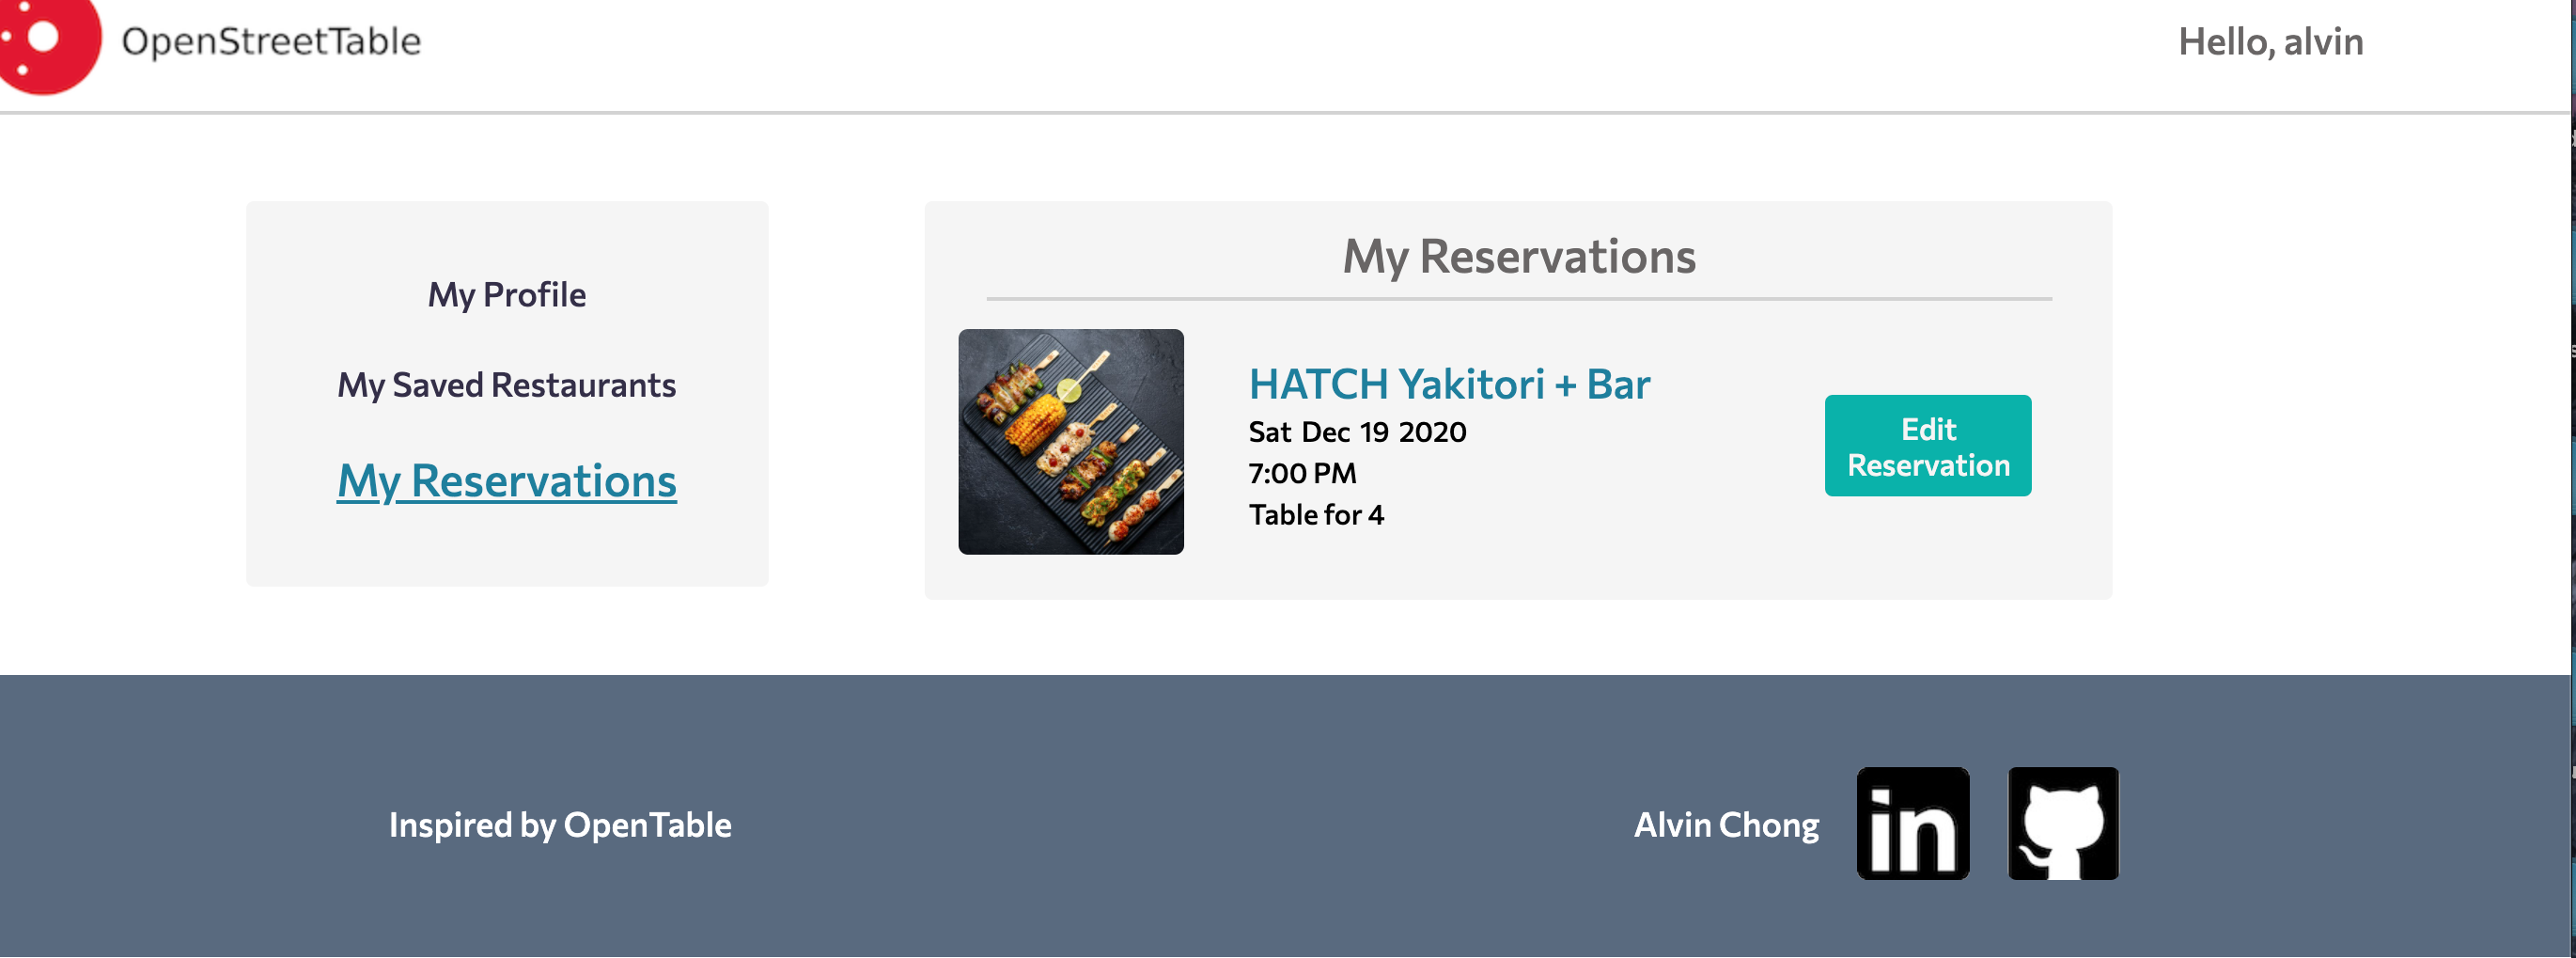 OpenStreetTable
Hello, alvin
My Profile
My Saved Restaurants
My Reservations
My Reservations
HATCH Yakitori + Bar
Sat Dec 19 2020
7:00 PM
Table for 4
Edit
Reservation
Inspired by OpenTable
Alvin Chong
in